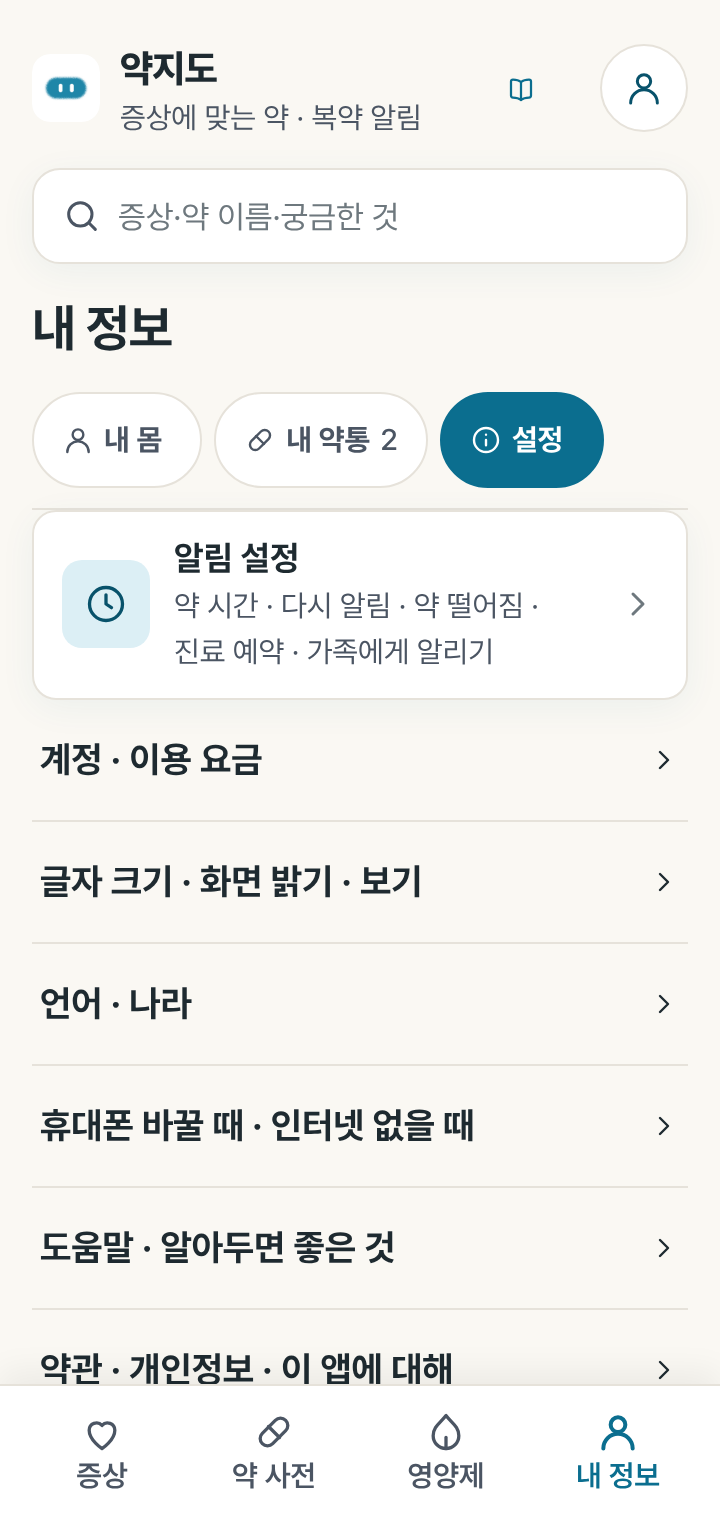 약지도
증상에 맞는 약 · 복약 알림
증상·약 이름·궁금한 것
내 정보
내 몸
내 약통 2
설정
알림 설정
약 시간 · 다시 알림 · 약 떨어짐 ·
진료 예약 · 가족에게 알리기
계정 · 이용 요금
글자 크기 · 화면 밝기 · 보기
언어 · 나라
휴대폰 바꿀 때 · 인터넷 없을 때
도움말 · 알아두면 좋은 것
약관 · 개인정보 · 이 앱에 대해
증상
약 사전
영양제
내 정보